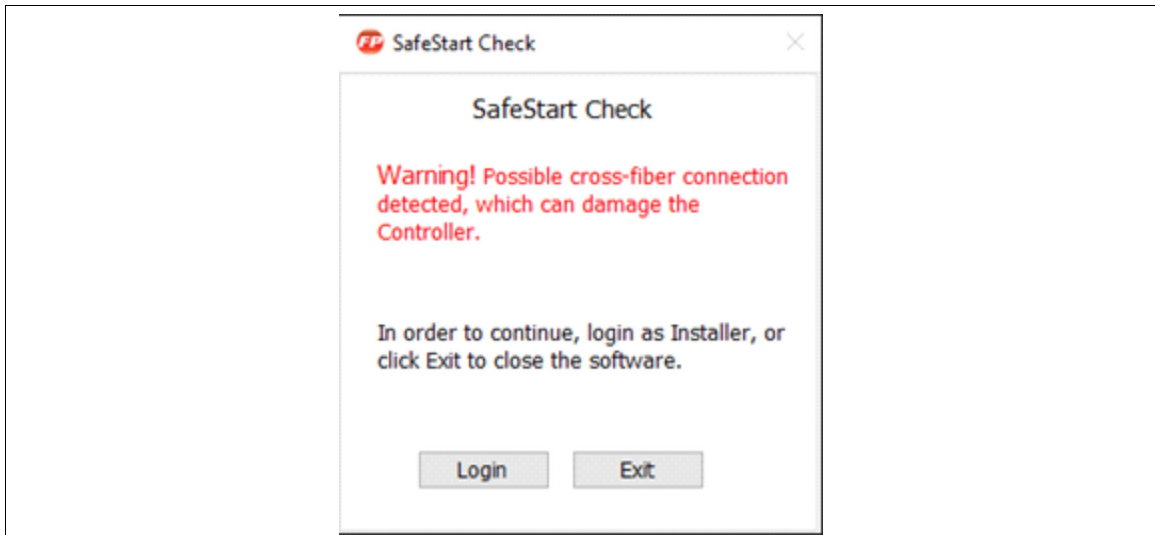 FP SafeStart Check
SafeStart Check
Warning! Possible cross-fiber connection
detected, which can damage the
Controller.
In order to continue, login as Installer, or
click Exit to close the software.
Login Exit